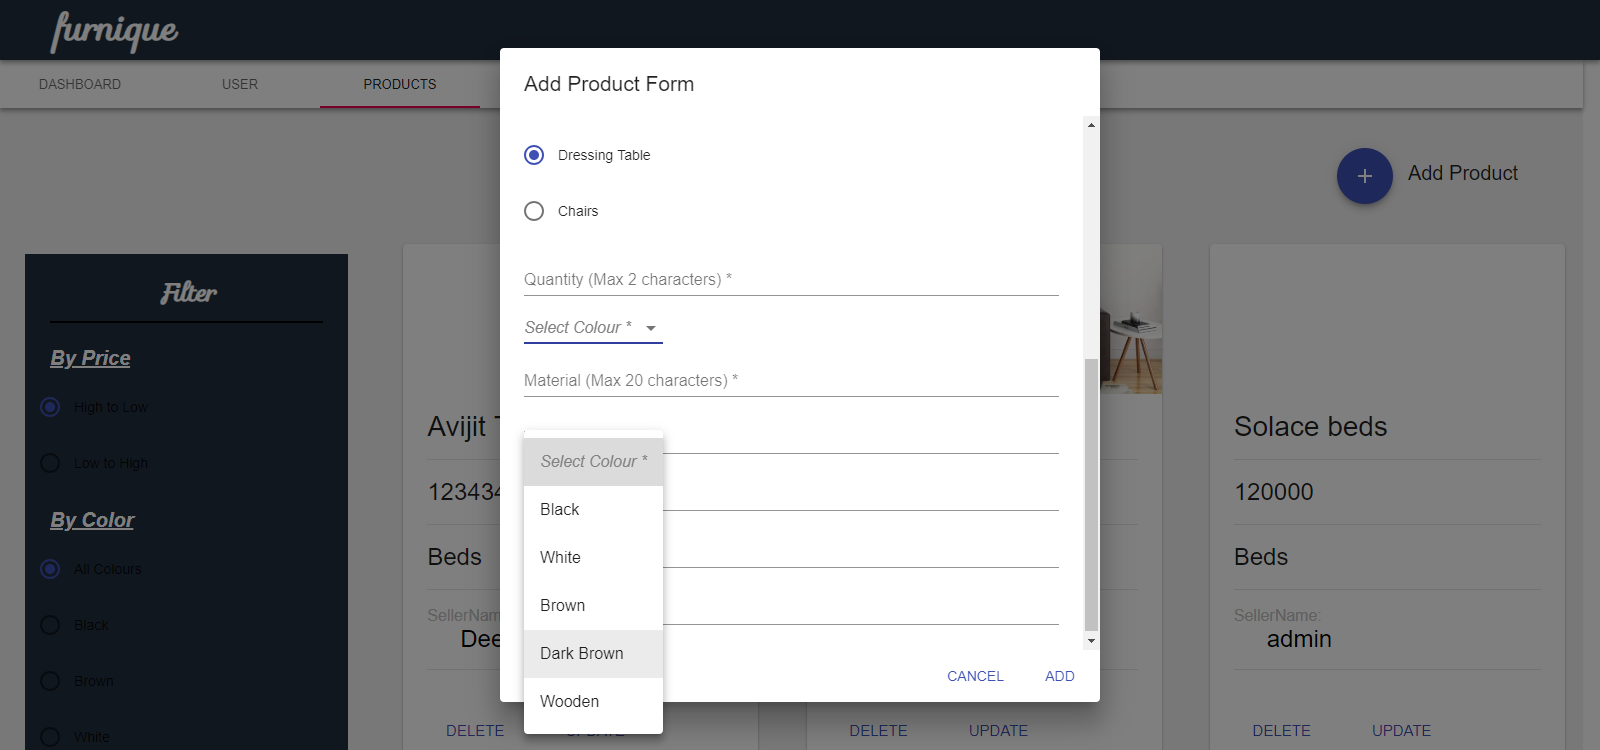 furnique
DASHBOARD
USER
PRODUCTS
Add Product Form
Dressing Table
Chairs
Quantity (Max 2 characters) *
Select Colour *
Material (Max 20 characters) *
Select Colour *
Black
White
Brown
Dark Brown
Wooden
CANCEL
ADD
Add Product
Filter
By Price
High to Low
Low to High
By Color
All Colours
Black
Brown
White
Avijit
123434
Beds
SellerNam
Dee
DELETE
UPDATE
DELETE
UPDATE
Solace beds
120000
Beds
SellerName:
admin
DELETE
UPDATE